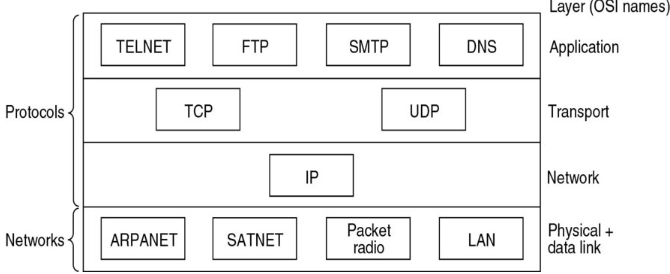 Layer (OSI names)
TELNET FTP SMTP DNS Application
Protocols
TCP UDP Transport
IP Network
Networks
ARPANET SATNET Packet radio LAN Physical + data link